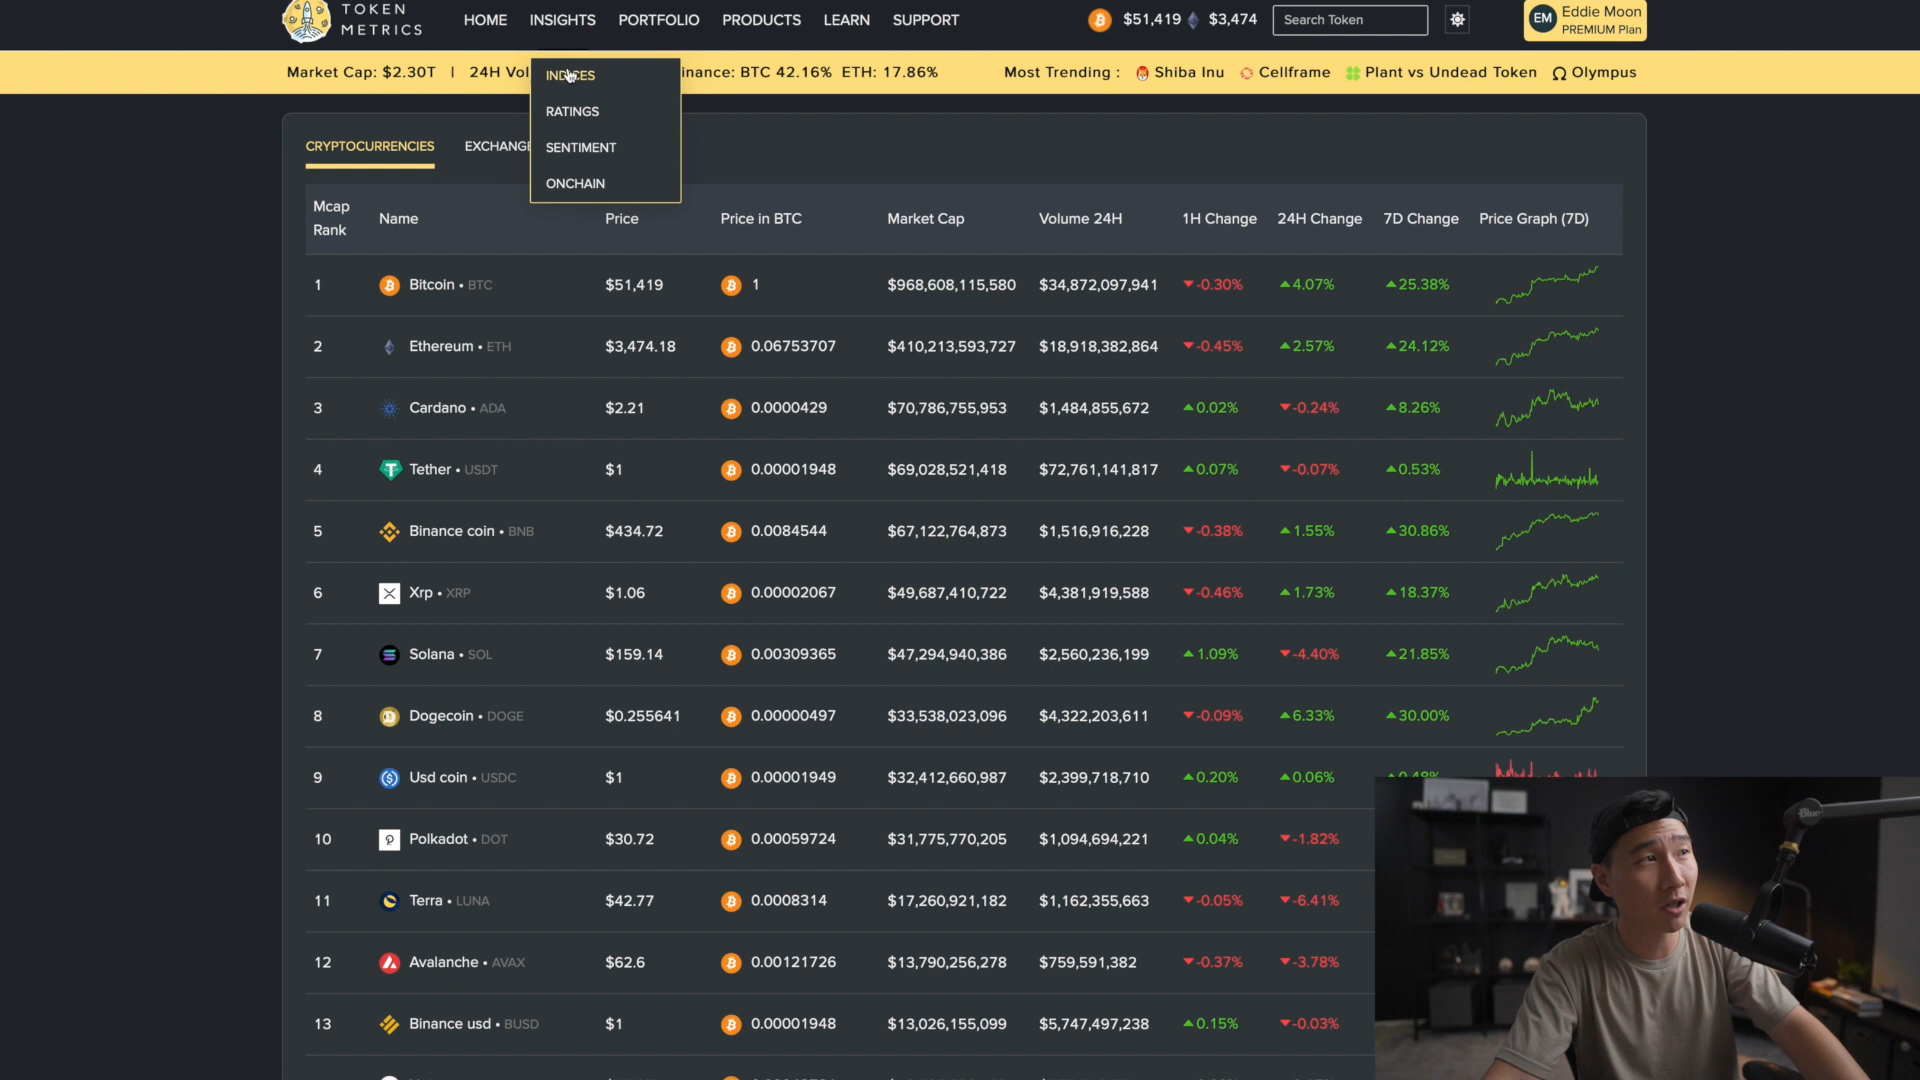 TOKEN
METRICS
HOME INSIGHTS PORTFOLIO PRODUCTS LEARN SUPPORT
$51,419 $3,474
Search Token
EM
Eddie Moon
PREMIUM Plan
Market Cap: $2.30T | 24H Vol
inance: BTC 42.16% ETH: 17.86%
Most Trending : Shiba Inu Cellframe Plant vs Undead Token Olympus
INDICES
RATINGS
SENTIMENT
ONCHAIN
CRYPTOCURRENCIES EXCHANGE
Mcap Rank Name Price Price in BTC Market Cap Volume 24H 1H Change 24H Change 7D Change Price Graph (7D)
1 Bitcoin • BTC $51,419 1 $968,608,115,580 $34,872,097,941 -0.30% 4.07% 25.38%
2 Ethereum • ETH $3,474.18 0.06753707 $410,213,593,727 $18,918,382,864 -0.45% 2.57% 24.12%
3 Cardano • ADA $2.21 0.0000429 $70,786,755,953 $1,484,855,672 0.02% -0.24% 8.26%
4 Tether • USDT $1 0.00001948 $69,028,521,418 $72,761,141,817 0.07% -0.07% 0.53%
5 Binance coin • BNB $434.72 0.0084544 $67,122,764,873 $1,516,916,228 -0.38% 1.55% 30.86%
6 Xrp • XRP $1.06 0.00002067 $49,687,410,722 $4,381,919,588 -0.46% 1.73% 18.37%
7 Solana • SOL $159.14 0.00309365 $47,294,940,386 $2,560,236,199 1.09% -4.40% 21.85%
8 Dogecoin • DOGE $0.255641 0.00000497 $33,538,023,096 $4,322,203,611 -0.09% 6.33% 30.00%
9 Usd coin • USDC $1 0.00001949 $32,412,660,987 $2,399,718,710 0.20% 0.06%
10 Polkadot • DOT $30.72 0.00059724 $31,775,770,205 $1,094,694,221 0.04% -1.82%
11 Terra • LUNA $42.77 0.0008314 $17,260,921,182 $1,162,355,663 -0.05% -6.41%
12 Avalanche • AVAX $62.6 0.00121726 $13,790,256,278 $759,591,382 -0.37% -3.78%
13 Binance usd • BUSD $1 0.00001948 $13,026,155,099 $5,747,497,238 0.15% -0.03%
Blue